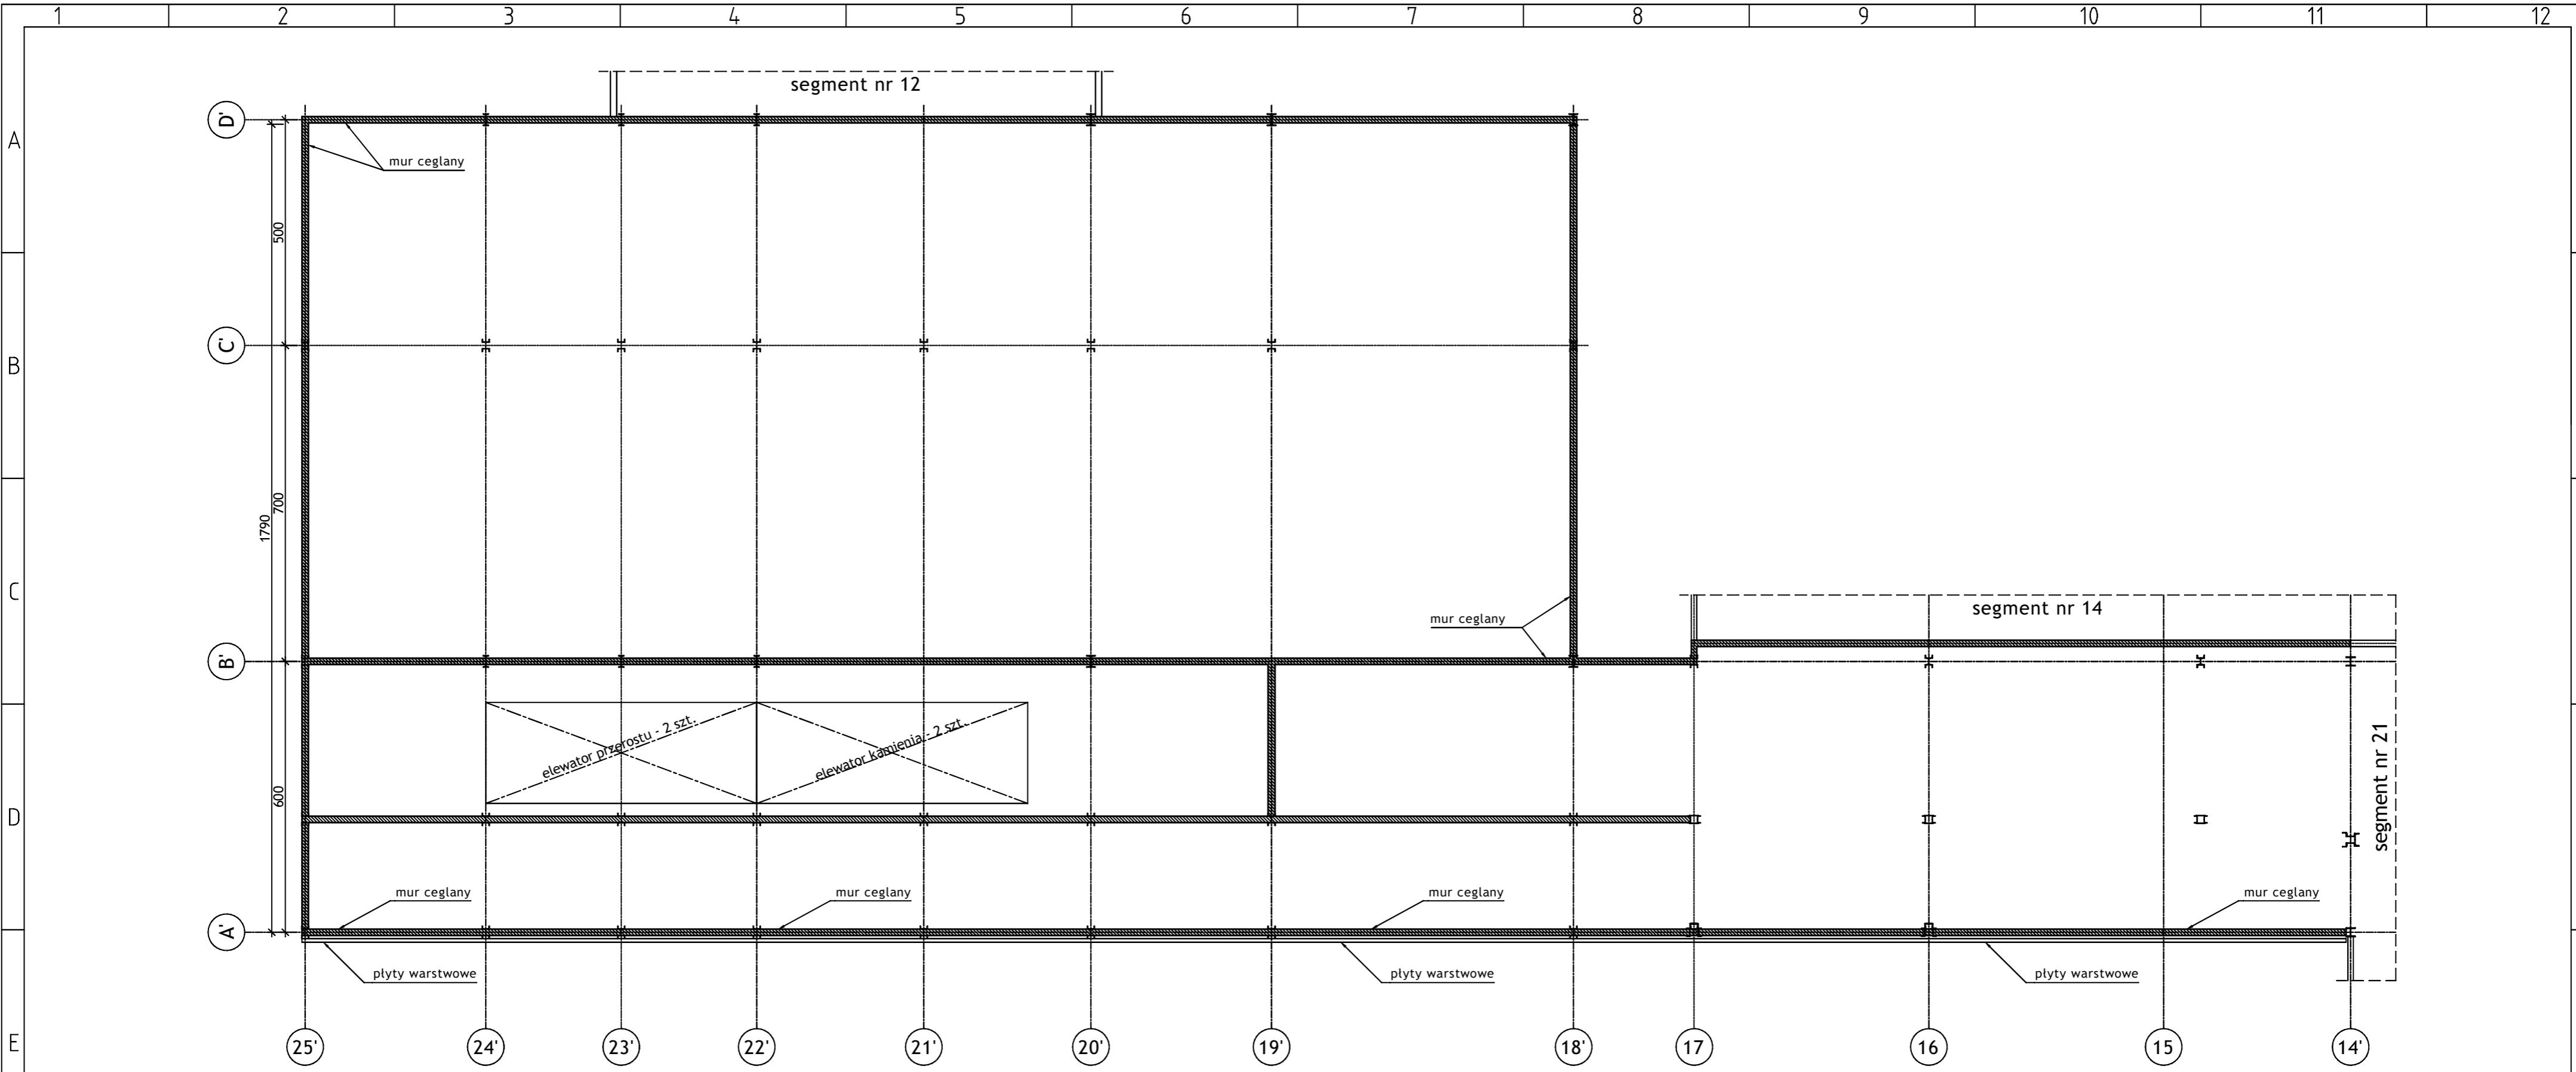 1 2 3 4 5 6 7 8 9 10 11 12
segment nr 12
D'
A
mur ceglany
500
C'
B
700
1790
C
segment nr 14
mur ceglany
B'
elewator przerostu - 2 szt.
elewator kamienia - 2 szt.
segment nr 21
600
D
mur ceglany
mur ceglany
mur ceglany
mur ceglany
A'
płyty warstwowe
płyty warstwowe
płyty warstwowe
E
25' 24' 23' 22' 21' 20' 19' 18' 17 16 15 14'